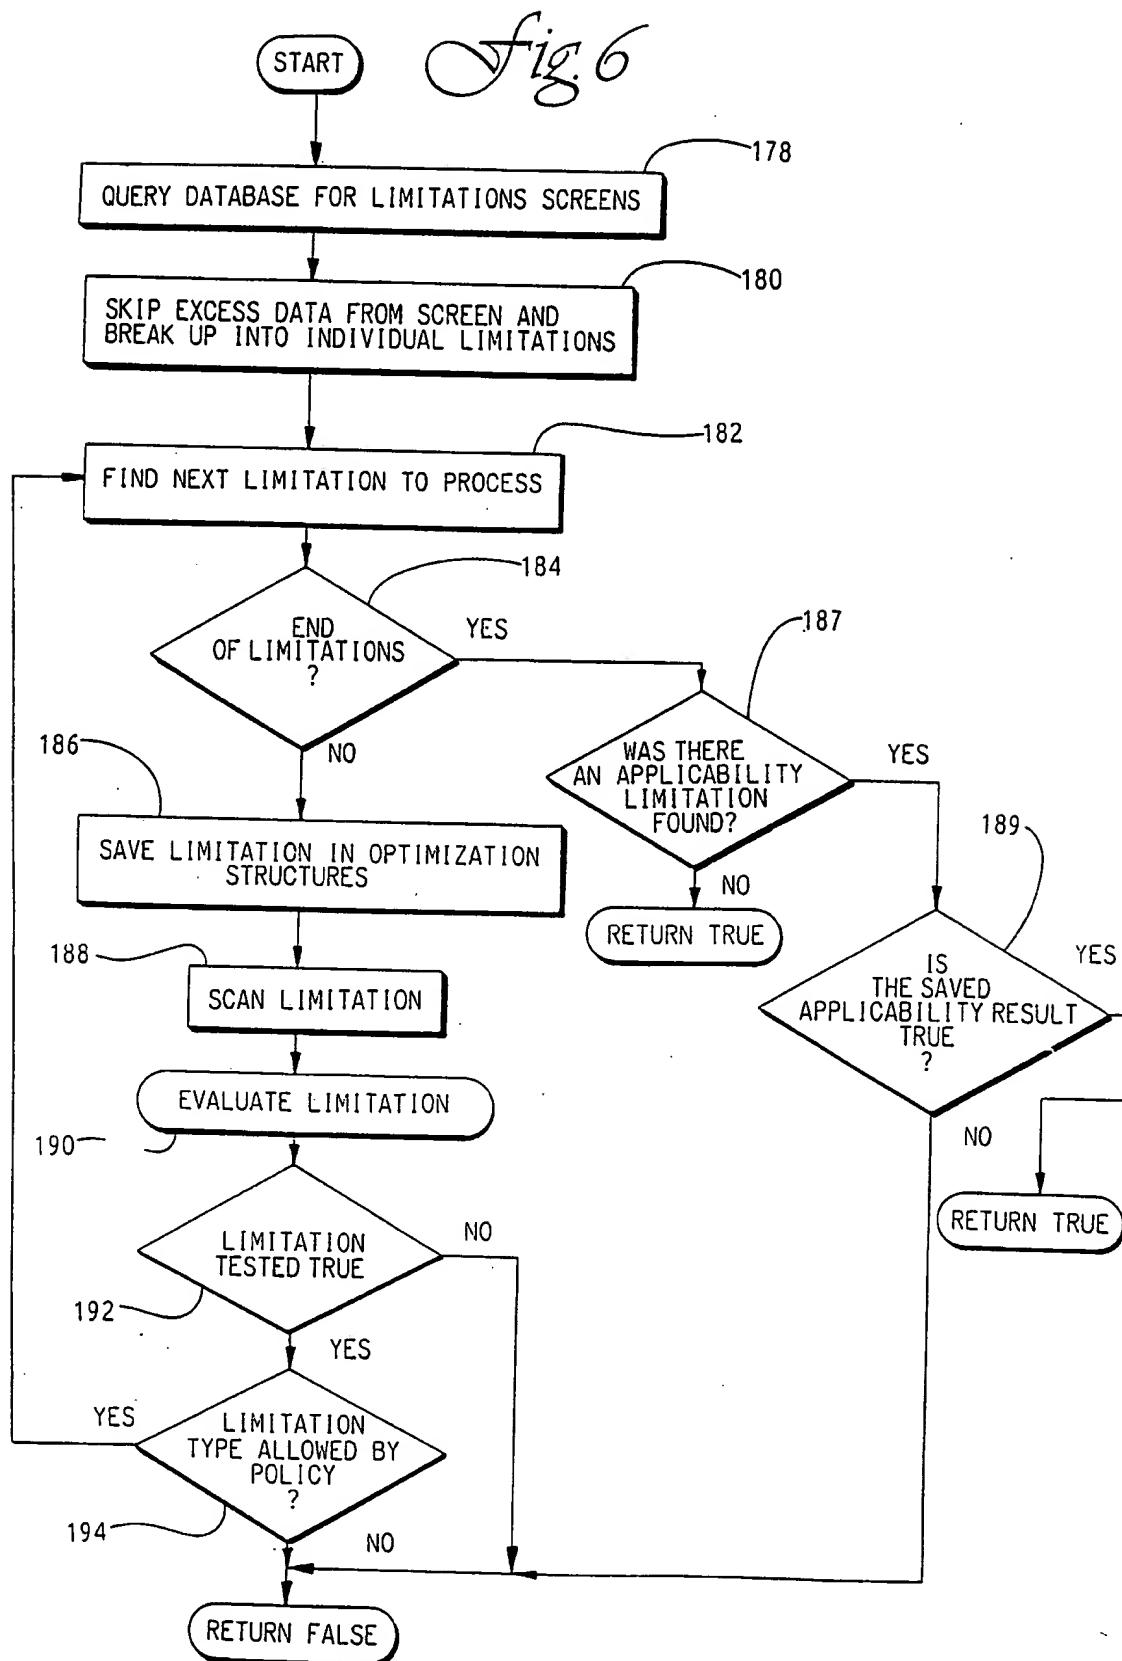 Fig. 6
START
178
QUERY DATABASE FOR LIMITATIONS SCREENS
180
SKIP EXCESS DATA FROM SCREEN AND
BREAK UP INTO INDIVIDUAL LIMITATIONS
182
FIND NEXT LIMITATION TO PROCESS
184
END
OF LIMITATIONS
?
YES
NO
187
WAS THERE
AN APPLICABILITY
LIMITATION
FOUND?
YES
NO
RETURN TRUE
186
SAVE LIMITATION IN OPTIMIZATION
STRUCTURES
189
IS
THE SAVED
APPLICABILITY RESULT
TRUE
?
YES
NO
RETURN TRUE
188
SCAN LIMITATION
EVALUATE LIMITATION
190
LIMITATION
TESTED TRUE
NO
192
YES
LIMITATION
TYPE ALLOWED BY
POLICY
?
YES
194
NO
RETURN FALSE